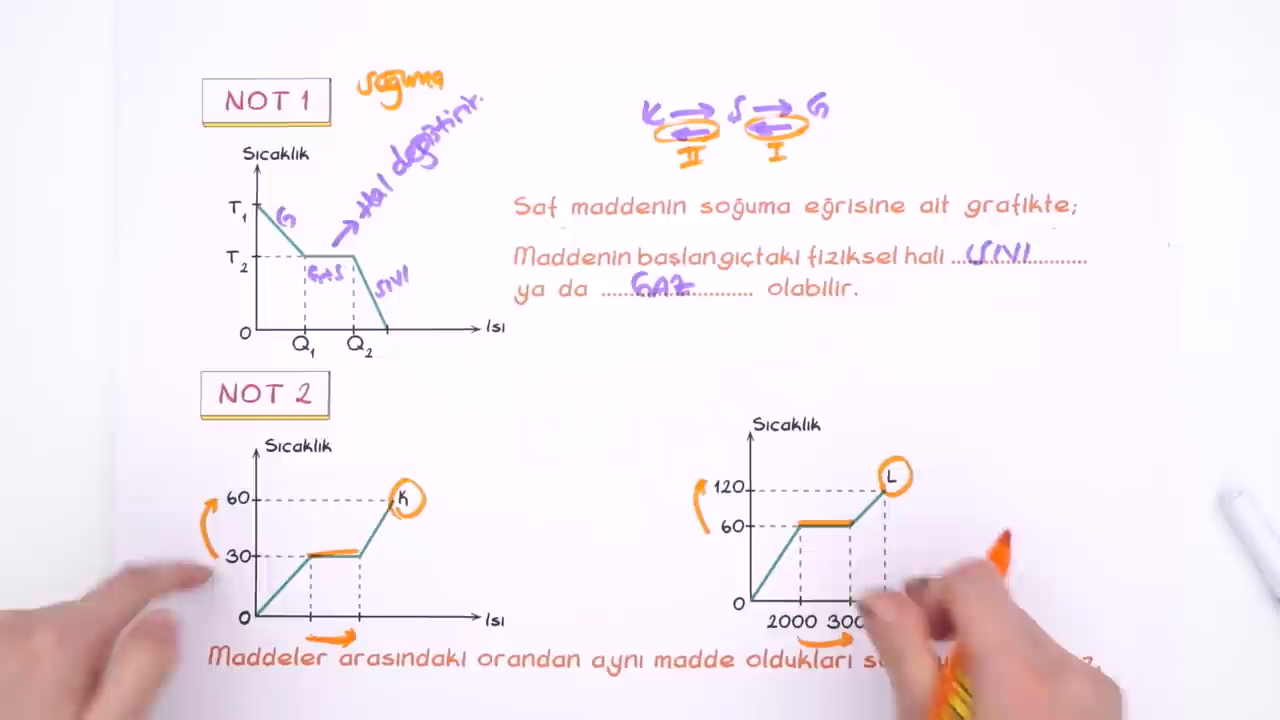 NOT 1
soğuma
Hal değiştirir.
Sıcaklık
T1
T2
0
G
GAS
SIVI
Q1
Q2
Isı
K S G
II I
Saf maddenin soğuma eğrisine ait grafikte;
Maddenin başlangıçtaki fiziksel hali SIVI
ya da GAZ olabilir.
NOT 2
Sıcaklık
60
30
0
K
Isı
Sıcaklık
120
60
0
L
2000
Maddeler arasındaki orandan aynı madde oldukları